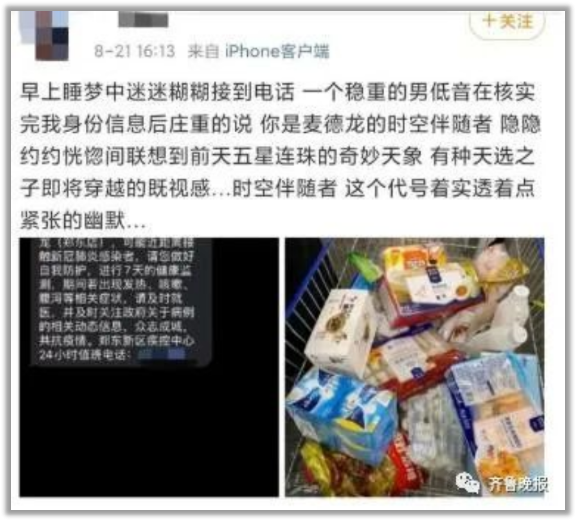 +关注
8-21 16:13 来自 iPhone客户端
早上睡梦中迷迷糊糊接到电话 一个稳重的男低音在核实
完我身份信息后庄重的说 你是麦德龙的时空伴随者 隐隐
约约恍惚间联想到前天五星连珠的奇妙天象 有种天选之
子即将穿越的既视感...时空伴随者 这个代号着实透着点
紧张的幽默...
龙（郑东店），可能近距离接
触新冠肺炎感染者，请您做好
自我防护，进行7天的健康监
测，期间若出现发热、咳嗽、
腹泻等相关症状，请及时就
医。并及时关注政府关于病例
的相关动态信息。众志成城，
共抗疫情。郑东新区疾控中心
24小时值班电话：
齐鲁晚报